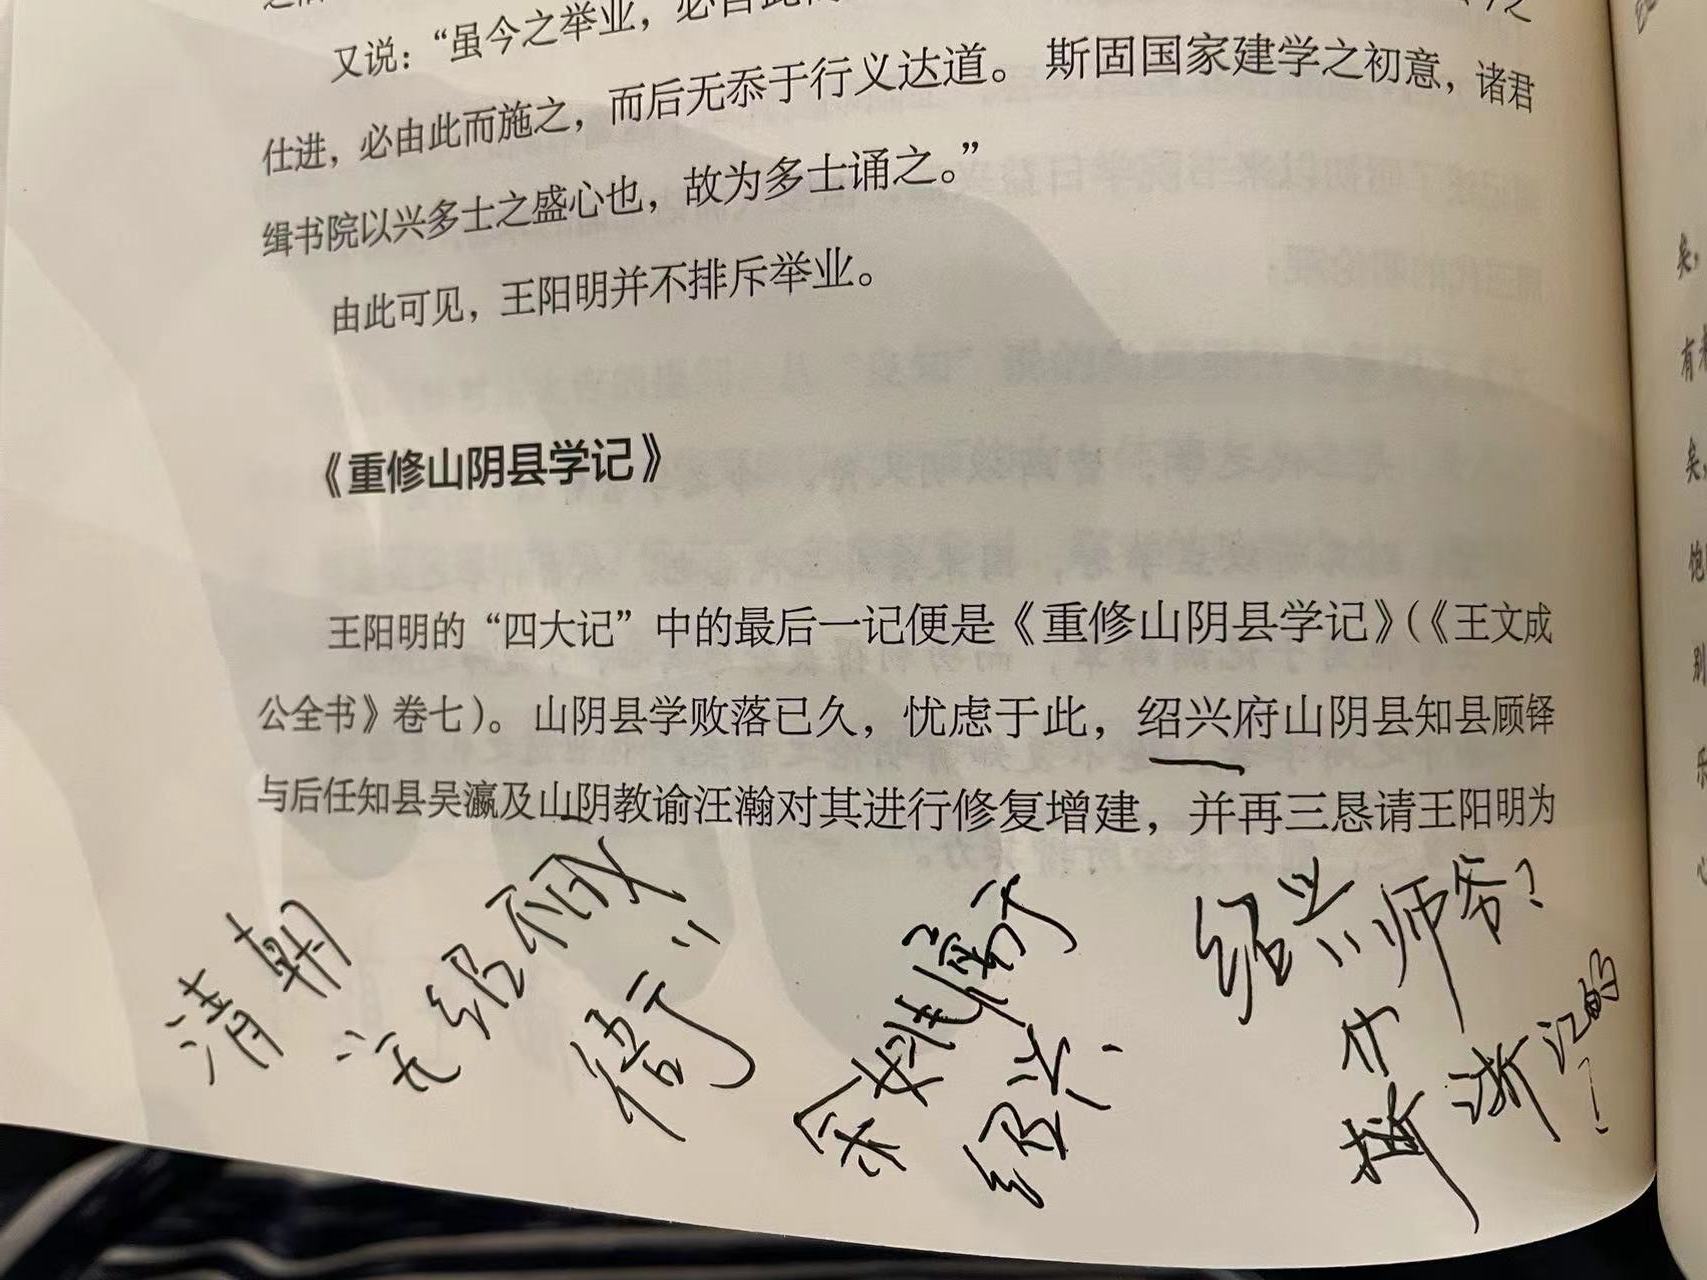 又说：“虽今之举业，必自此
仕进，必由此而施之，而后无忝于行义达道。斯固国家建学之初意，诸君
缉书院以兴多士之盛心也，故为多士诵之。”
由此可见，王阳明并不排斥举业。
《重修山阴县学记》
王阳明的“四大记”中的最后一记便是《重修山阴县学记》(《王文成
公全书》卷七)。山阴县学败落已久，忧虑于此，绍兴府山阴县知县顾铎
与后任知县吴瀛及山阴教谕汪瀚对其进行修复增建，并再三恳请王阳明为
清朝
无绍不成
衙
余姚属于
绍兴.
绍兴师爷?
什
浙江的